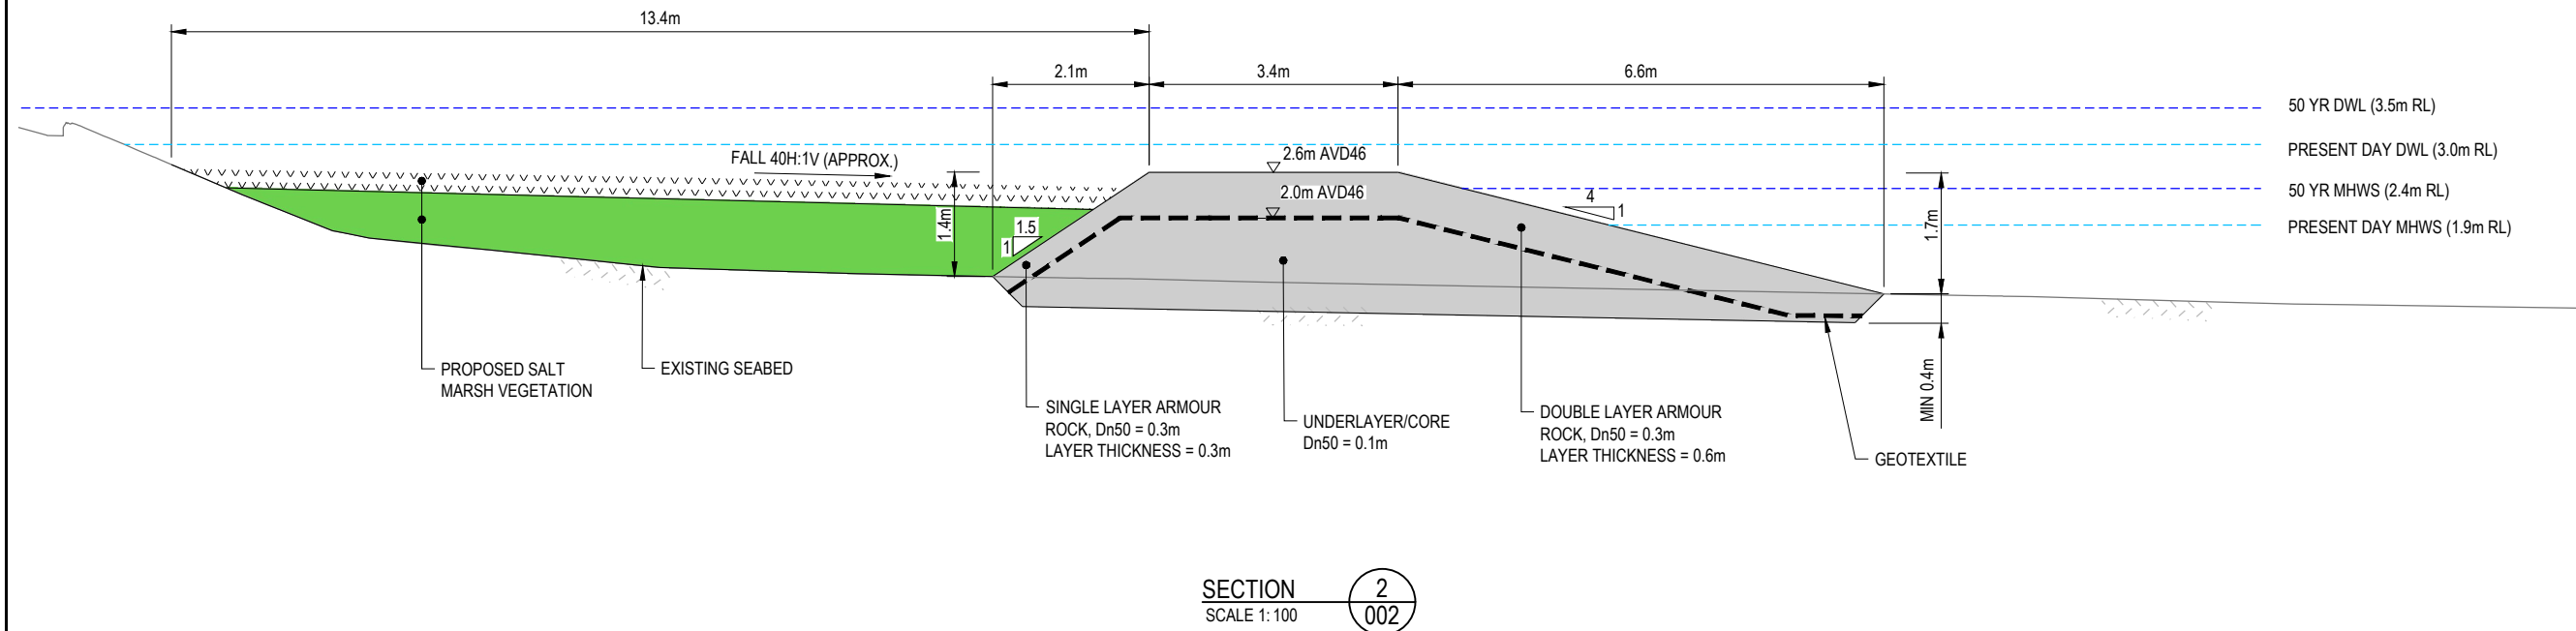 13.4m
2.1m
3.4m
6.6m
50 YR DWL (3.5m RL)
PRESENT DAY DWL (3.0m RL)
50 YR MHWS (2.4m RL)
PRESENT DAY MHWS (1.9m RL)
FALL 40H:1V (APPROX.)
2.6m AVD46
2.0m AVD46
1.4m
1.5
1
4
1
1.7m
MIN 0.4m
PROPOSED SALT
MARSH VEGETATION
EXISTING SEABED
SINGLE LAYER ARMOUR
ROCK, Dn50 = 0.3m
LAYER THICKNESS = 0.3m
UNDERLAYER/CORE
Dn50 = 0.1m
DOUBLE LAYER ARMOUR
ROCK, Dn50 = 0.3m
LAYER THICKNESS = 0.6m
GEOTEXTILE
SECTION
SCALE 1: 100
2
002